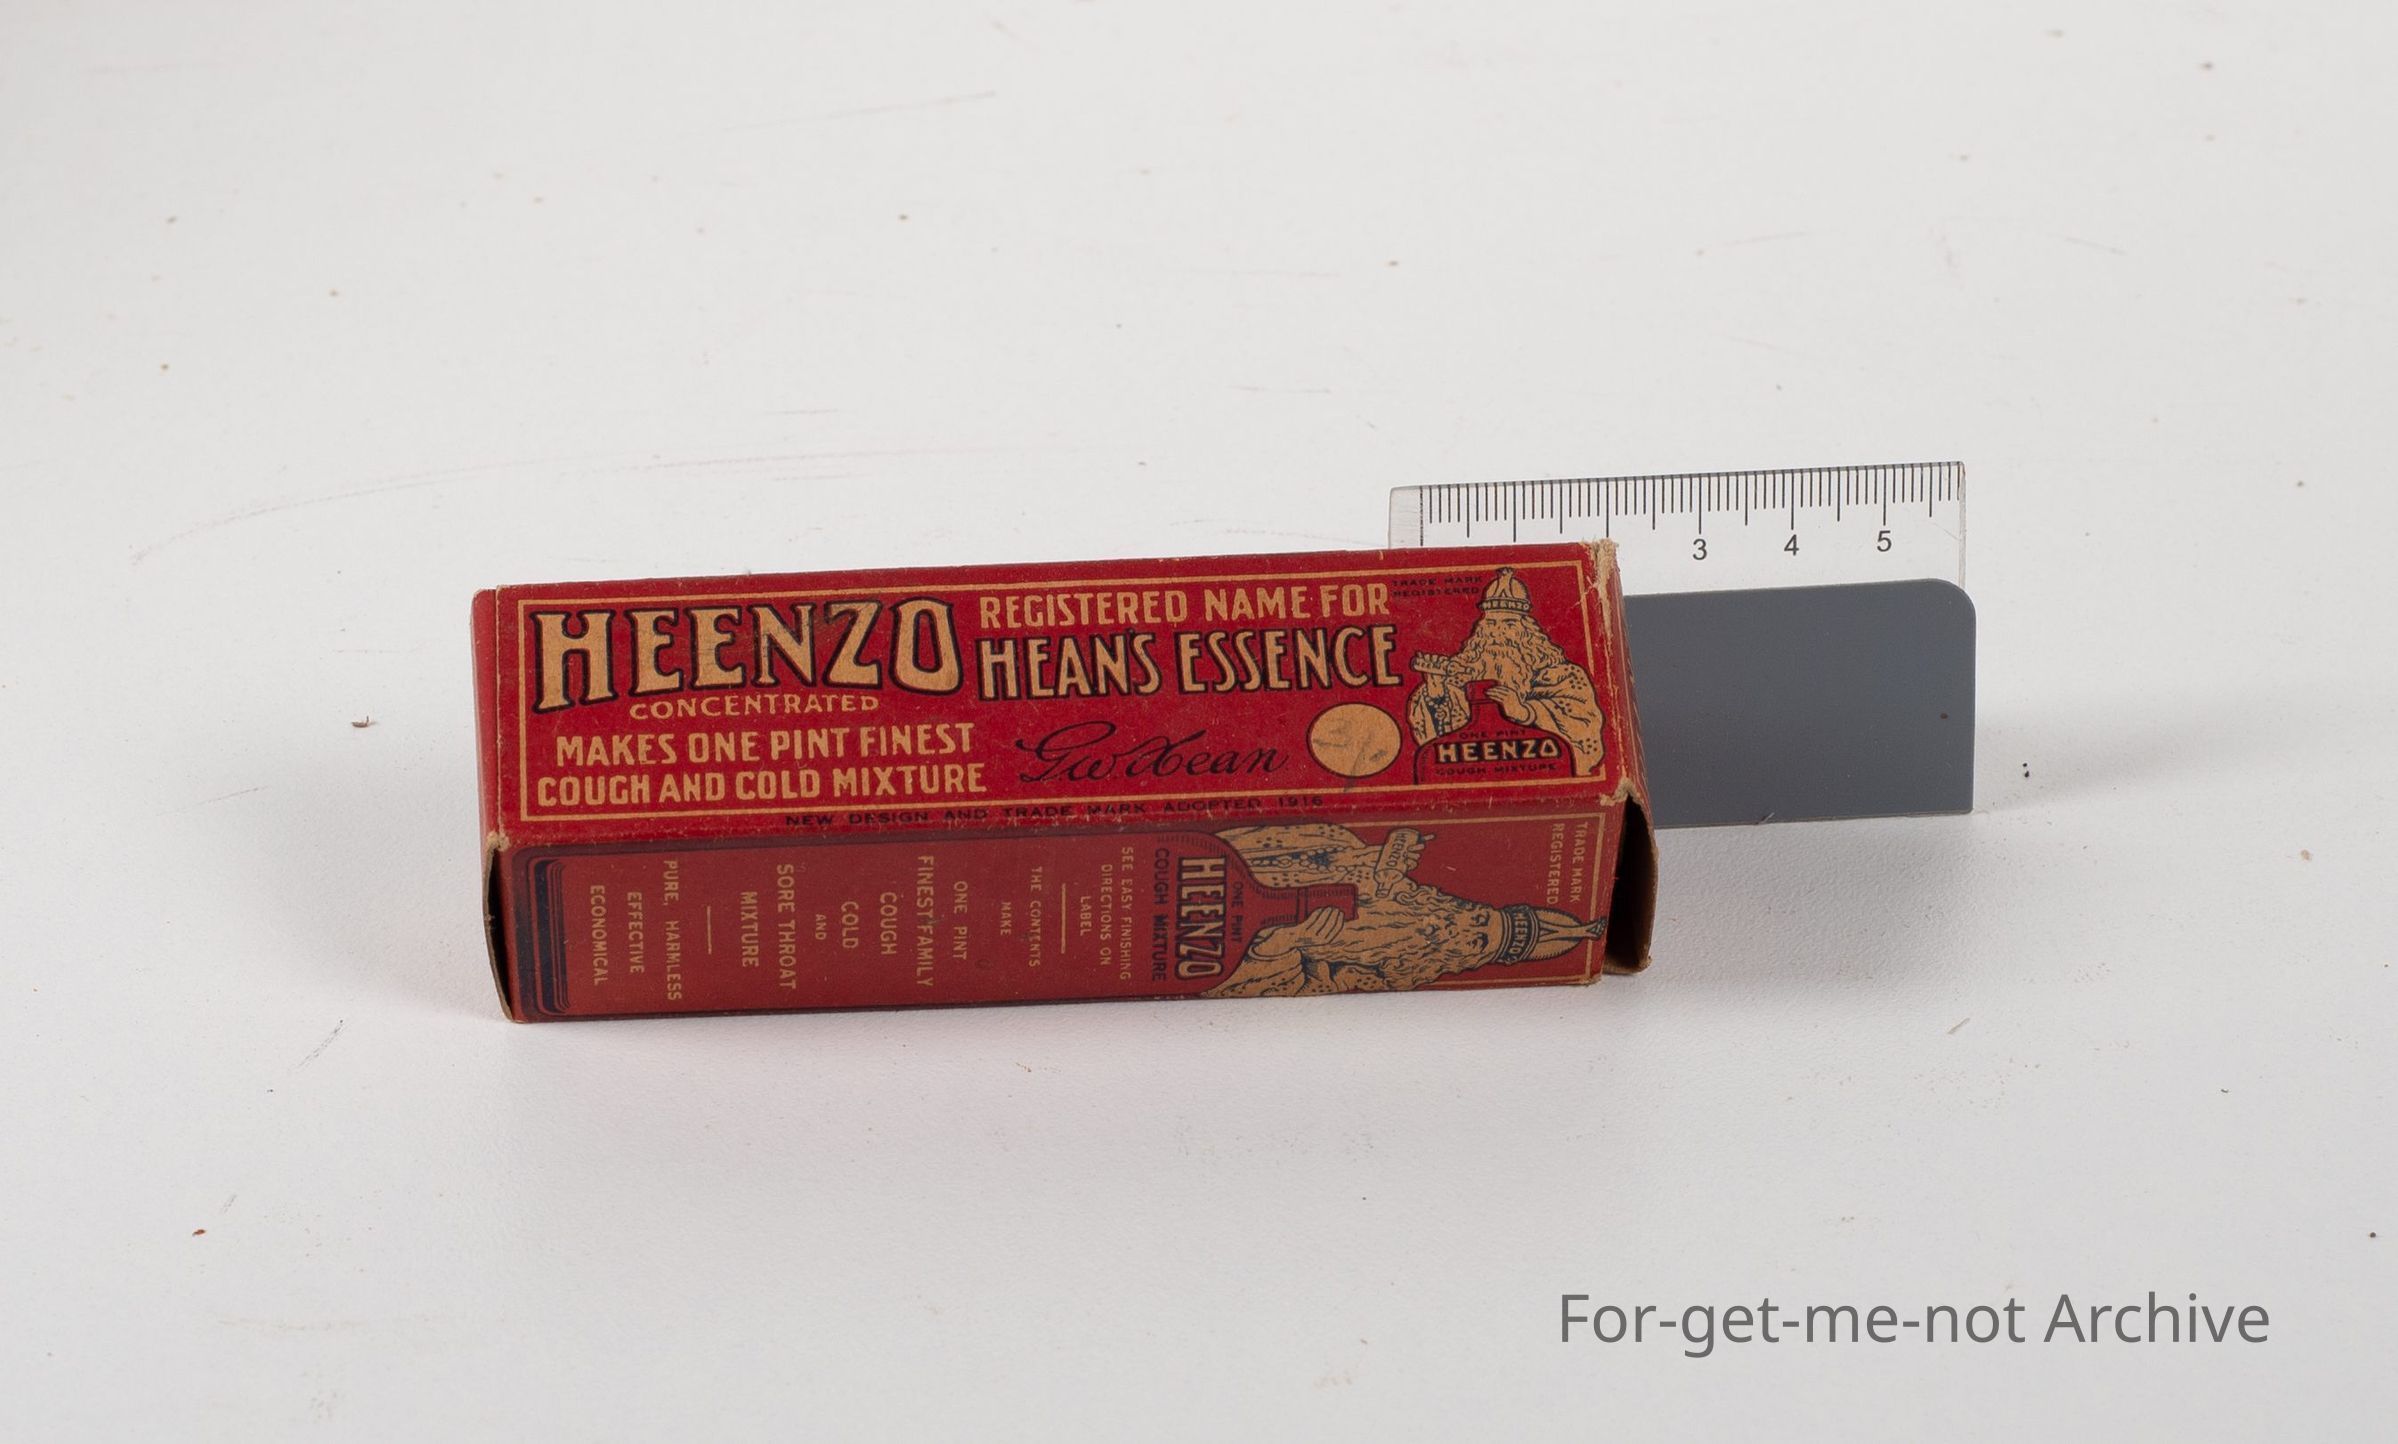 3 4 5
HEENZO
CONCENTRATED
MAKES ONE PINT FINEST
COUGH AND COLD MIXTURE
REGISTERED NAME FOR
HEAN'S ESSENCE
G.W. Hean
TRADE MARK
REGISTERED
HEENZO
ONE PINT
HEENZO
COUGH MIXTURE
NEW DESIGN AND TRADE MARK ADOPTED 1916
TRADE MARK
REGISTERED
HEENZO
HEENZO
ONE PINT
HEENZO
COUGH MIXTURE
SEE EASY FINISHING
DIRECTIONS ON
LABEL
THE CONTENTS
MAKE
ONE PINT
FINEST FAMILY
COUGH
COLD
AND
SORE THROAT
MIXTURE
PURE, HARMLESS
EFFECTIVE
ECONOMICAL
For-get-me-not Archive